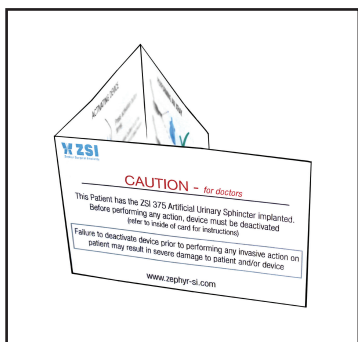 ACTIVATING DEVICE
ZSI
CAUTION - for doctors
This Patient has the ZSI 375 Artificial Urinary Sphincter implanted.
Before performing any action, device must be deactivated
(refer to inside of card for instructions)
Failure to deactivate device prior to performing any invasive action on
patient may result in severe damage to patient and/or device
www.zephyr-si.com